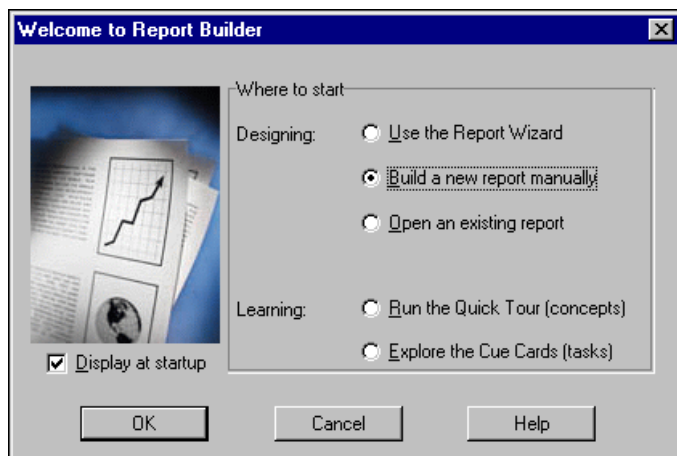 Welcome to Report Builder
Where to start
Designing: Use the Report Wizard
Build a new report manually
Open an existing report
Learning: Run the Quick Tour (concepts)
Explore the Cue Cards (tasks)
Display at startup
OK Cancel Help